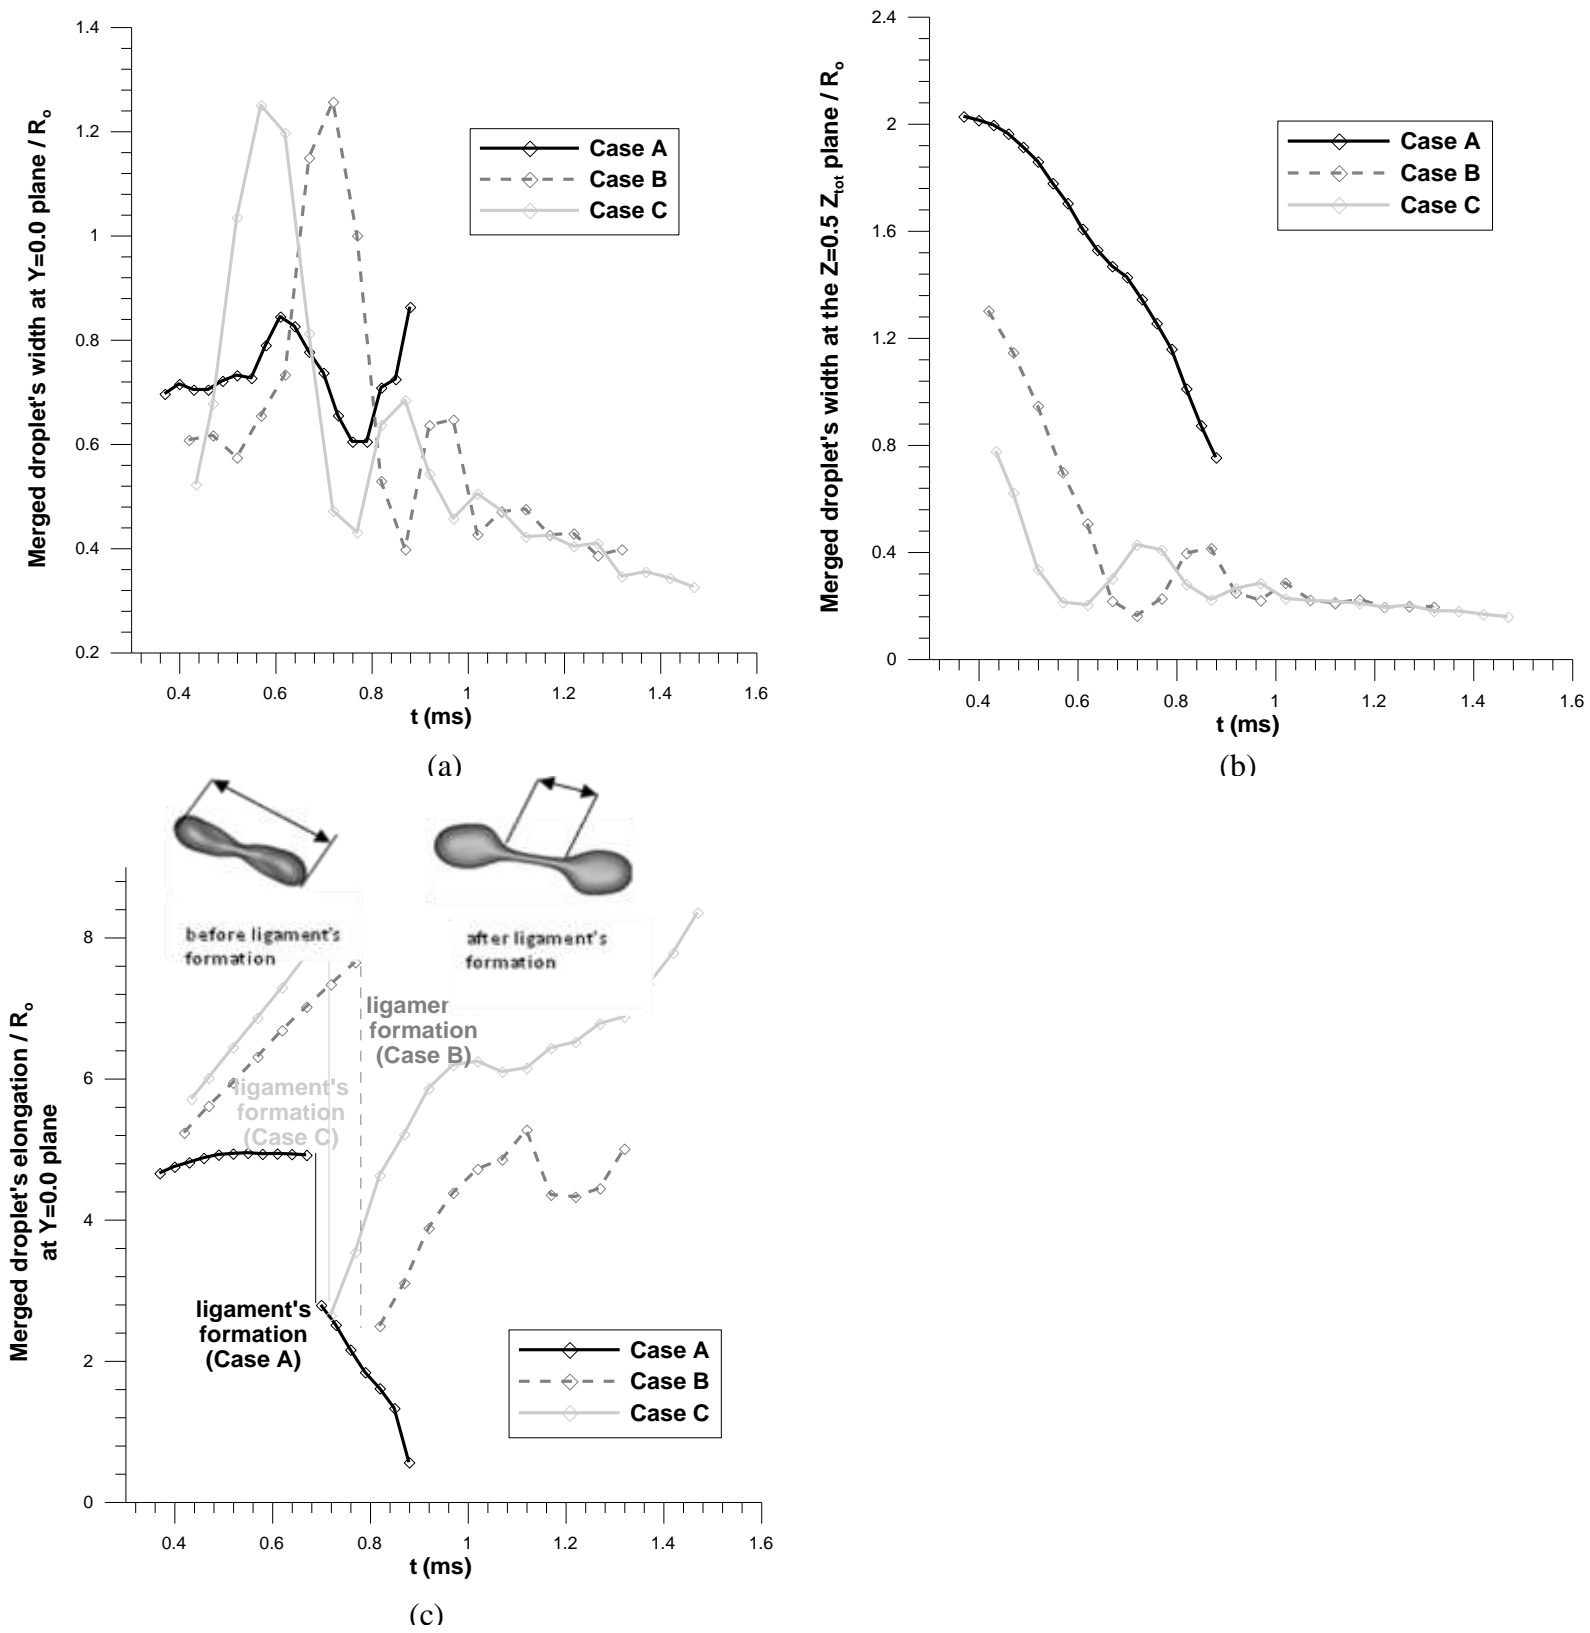 1.4
1.2
1
0.8
0.6
0.4
0.2
Merged droplet's width at Y=0.0 plane / Ro
Case A
Case B
Case C
0.4 0.6 0.8 1 1.2 1.4 1.6
t (ms)
(a)
2.4
2
1.6
1.2
0.8
0.4
0
Merged droplet's width at the Z=0.5 Ztot plane / Ro
Case A
Case B
Case C
0.4 0.6 0.8 1 1.2 1.4 1.6
t (ms)
(b)
before ligament's
formation
after ligament's
formation
8
6
4
2
0
Merged droplet's elongation / Ro
at Y=0.0 plane
ligamen
formation
(Case B)
ligament's
formation
(Case C)
ligament's
formation
(Case A)
Case A
Case B
Case C
0.4 0.6 0.8 1 1.2 1.4 1.6
t (ms)
(c)